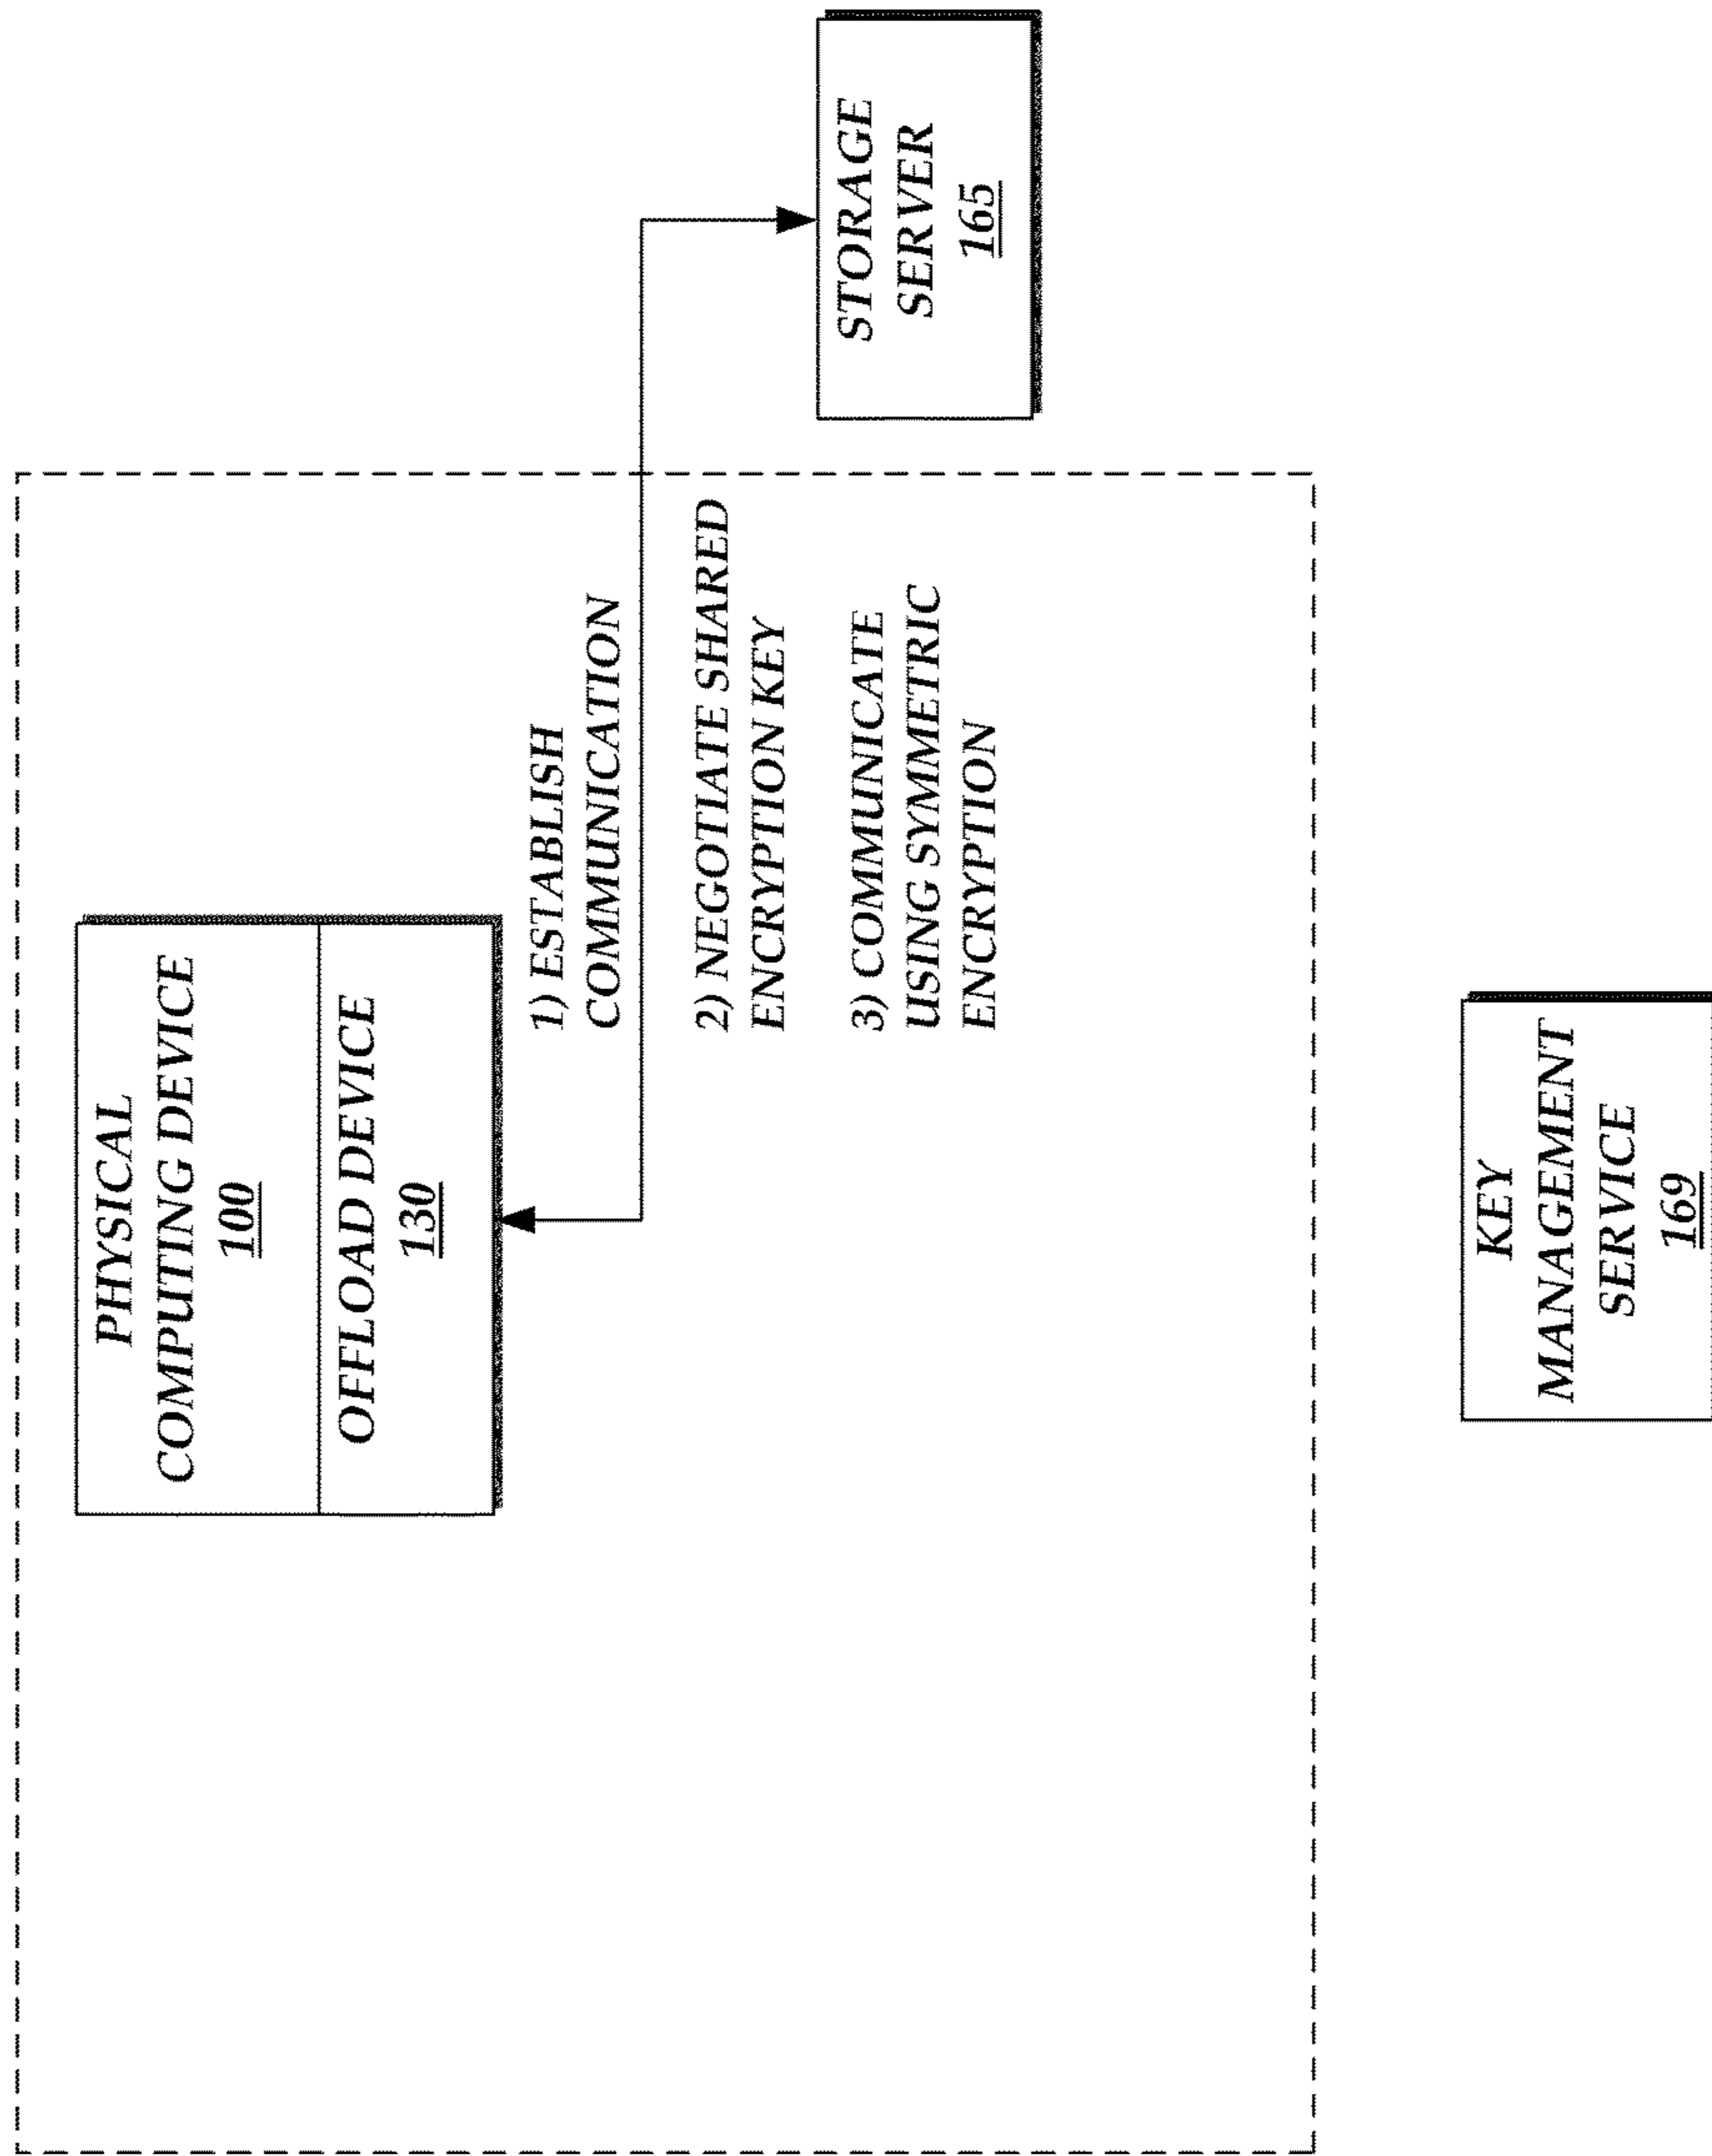 PHYSICAL
COMPUTING DEVICE
100
OFFLOAD DEVICE
130
1) ESTABLISH
COMMUNICATION
2) NEGOTIATE SHARED
ENCRYPTION KEY
3) COMMUNICATE
USING SYMMETRIC
ENCRYPTION
STORAGE
SERVER
165
KEY
MANAGEMENT
SERVICE
169